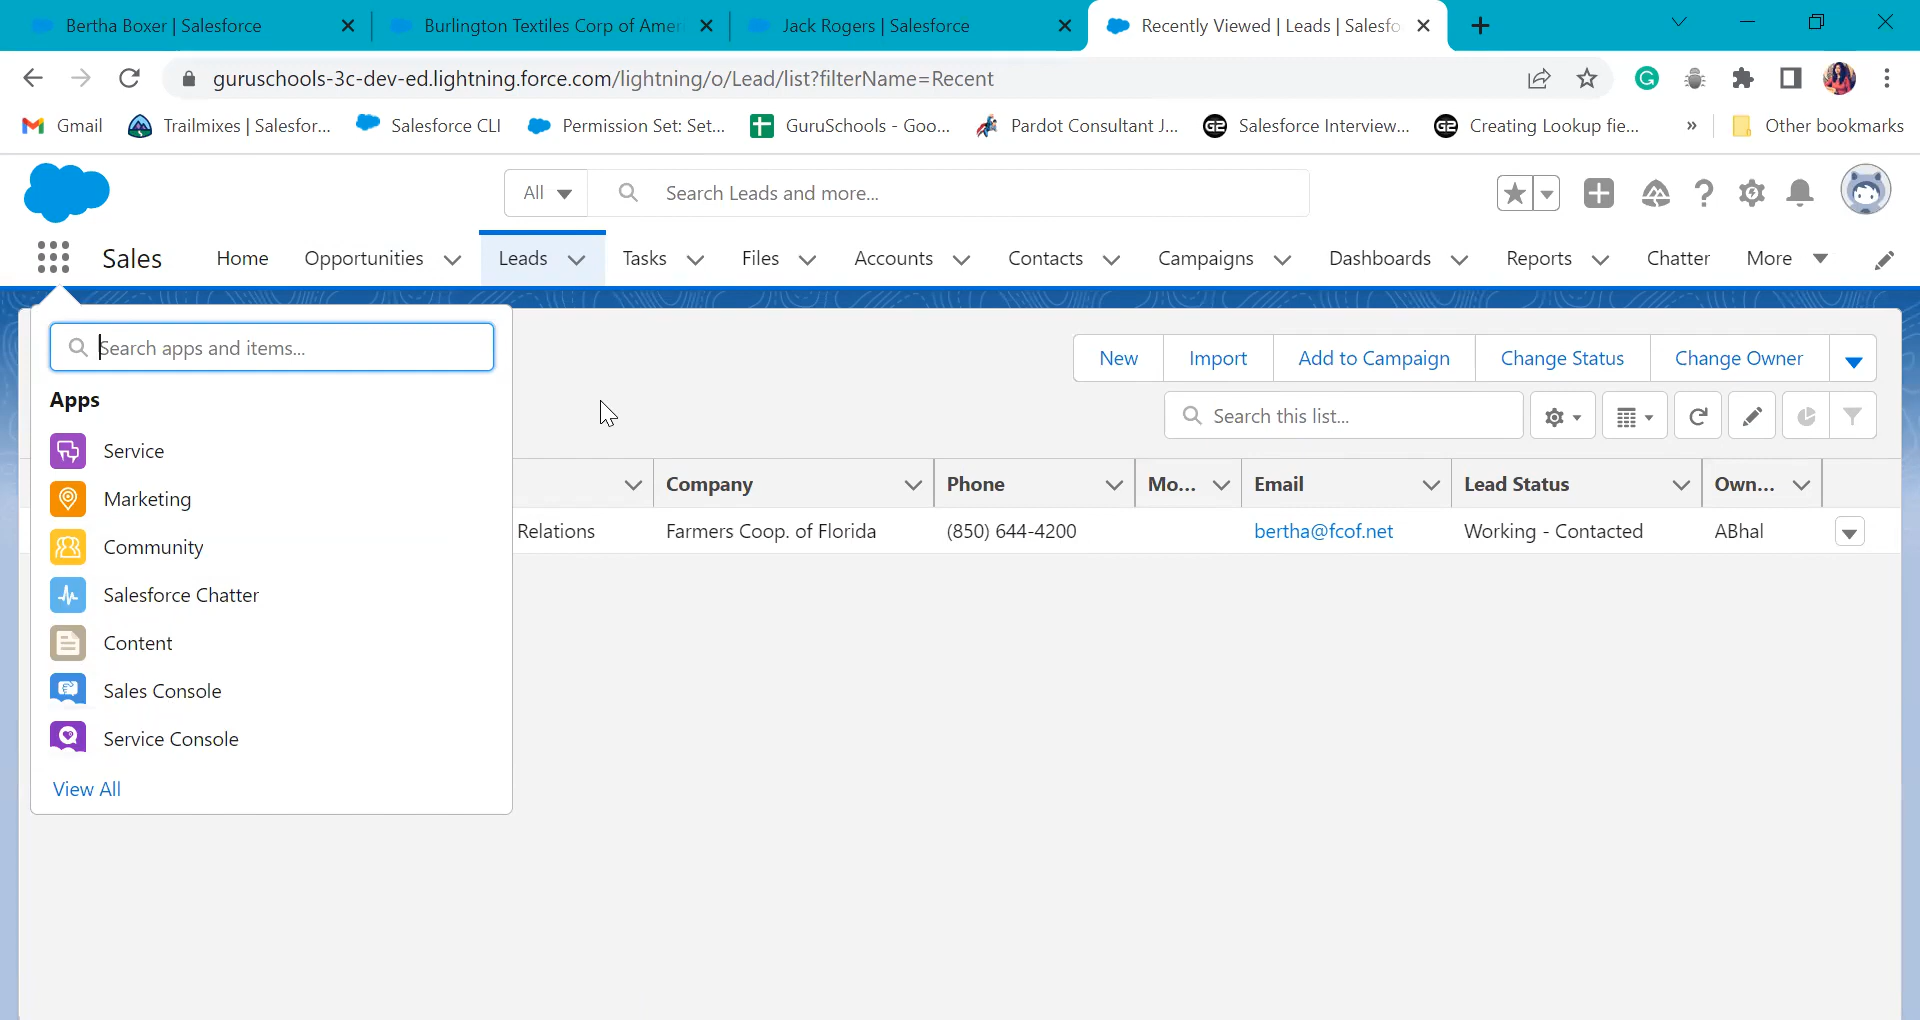 Bertha Boxer | Salesforce
Burlington Textiles Corp of Amer
Jack Rogers | Salesforce
Recently Viewed | Leads | Salesfo
guruschools-3c-dev-ed.lightning.force.com/lightning/o/Lead/list?filterName=Recent
Gmail
Trailmixes | Salesfor...
Salesforce CLI
Permission Set: Set...
GuruSchools - Goo...
Pardot Consultant J...
Salesforce Interview...
Creating Lookup fie...
»
Other bookmarks
All
Search Leads and more...
Sales
Home
Opportunities
Leads
Tasks
Files
Accounts
Contacts
Campaigns
Dashboards
Reports
Chatter
More
Search apps and items...
Apps
Service
Marketing
Community
Salesforce Chatter
Content
Sales Console
Service Console
View All
New
Import
Add to Campaign
Change Status
Change Owner
Search this list...
Company
Phone
Mo...
Email
Lead Status
Own...
Relations
Farmers Coop. of Florida
(850) 644-4200
bertha@fcof.net
Working - Contacted
ABhal